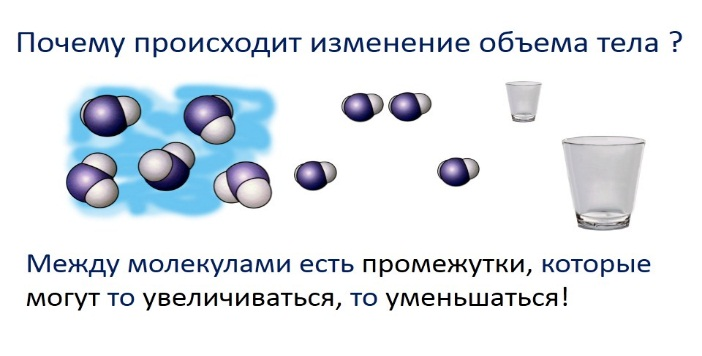 Почему происходит изменение объема тела ?
Между молекулами есть промежутки, которые
могут то увеличиваться, то уменьшаться!